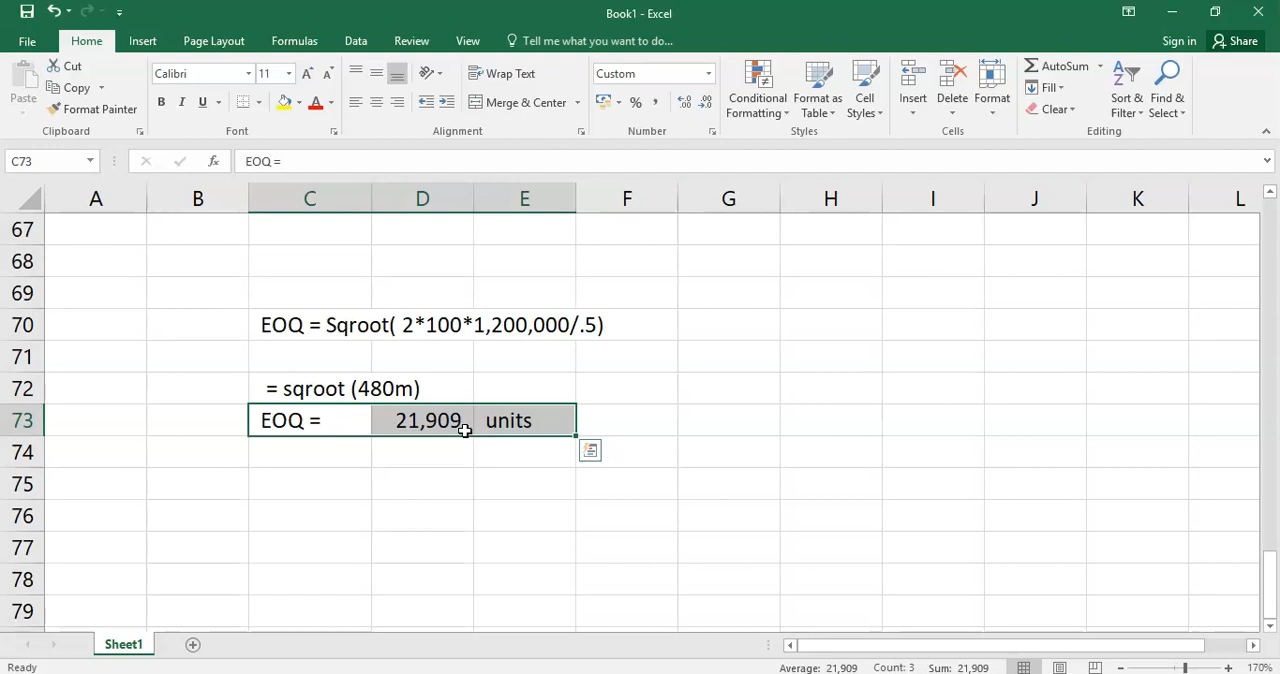 Book1 - Excel
File Home Insert Page Layout Formulas Data Review View Tell me what you want to do... Sign in Share
Cut
Copy
Format Painter
Paste
Clipboard
Calibri 11
B I U
Font
Wrap Text
Merge & Center
Alignment
Custom
Number
Conditional Formatting
Format as Table
Cell Styles
Styles
Insert Delete Format
Cells
AutoSum
Fill
Clear
Sort & Filter
Find & Select
Editing
C73 fx EOQ =
A B C D E F G H I J K L
67
68
69
70 EOQ = Sqroot( 2*100*1,200,000/.5)
71
72 = sqroot (480m)
73 EOQ = 21,909 units
74
75
76
77
78
79
Sheet1
Ready Average: 21,909 Count: 3 Sum: 21,909 170%